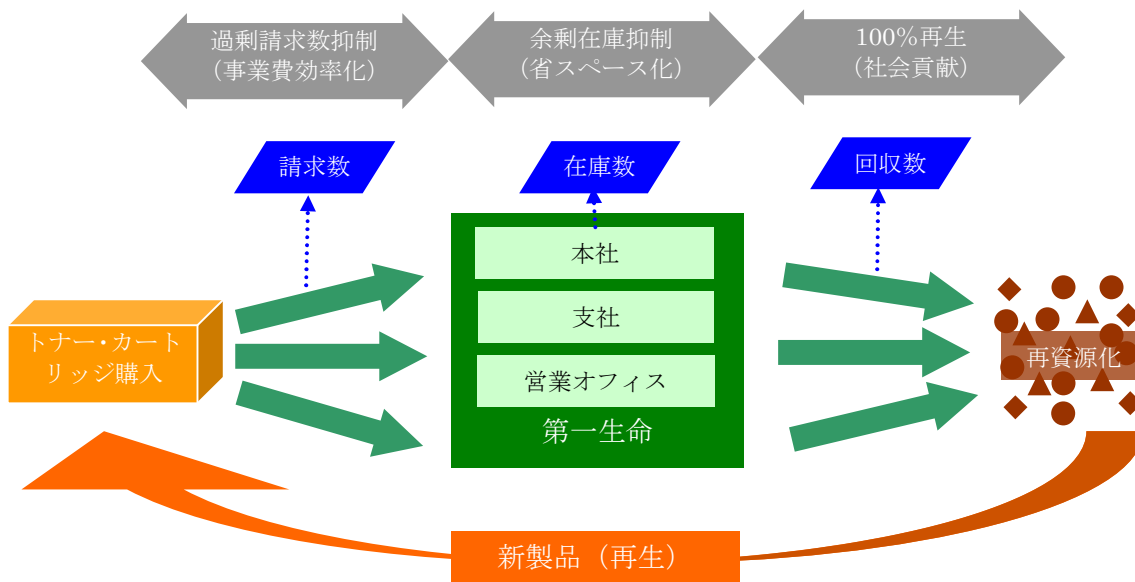 過剰請求数抑制
（事業費効率化）
余剰在庫抑制
（省スペース化）
100％再生
（社会貢献）
請求数
在庫数
回収数
トナー・カート
リッジ購入
本社
支社
営業オフィス
第一生命
再資源化
新製品（再生）